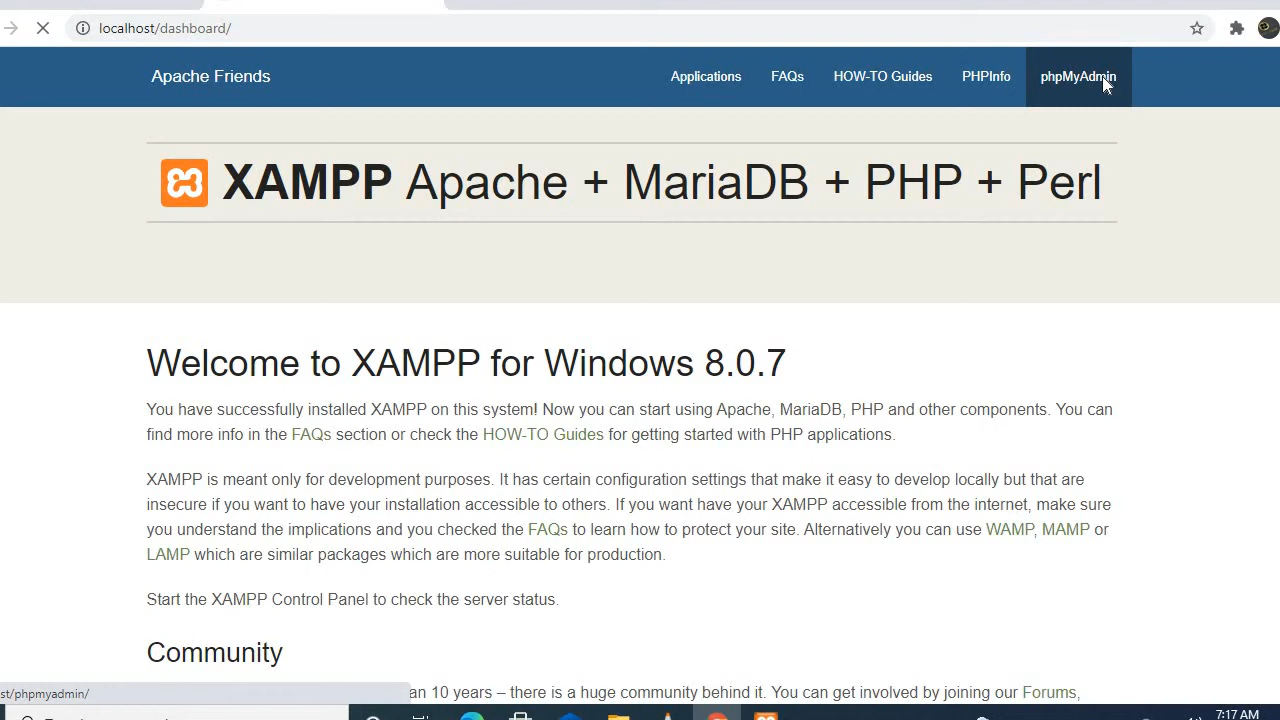 localhost/dashboard/
Apache Friends Applications FAQs HOW-TO Guides PHPInfo phpMyAdmin
XAMPP Apache + MariaDB + PHP + Perl
Welcome to XAMPP for Windows 8.0.7
You have successfully installed XAMPP on this system! Now you can start using Apache, MariaDB, PHP and other components. You can
find more info in the FAQs section or check the HOW-TO Guides for getting started with PHP applications.
XAMPP is meant only for development purposes. It has certain configuration settings that make it easy to develop locally but that are
insecure if you want to have your installation accessible to others. If you want have your XAMPP accessible from the internet, make sure
you understand the implications and you checked the FAQs to learn how to protect your site. Alternatively you can use WAMP, MAMP or
LAMP which are similar packages which are more suitable for production.
Start the XAMPP Control Panel to check the server status.
Community
st/phpmyadmin/
an 10 years – there is a huge community behind it. You can get involved by joining our Forums,
7:17 AM